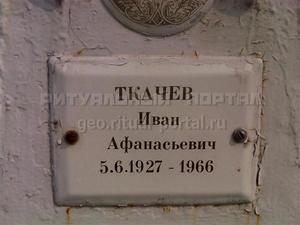 РИТУАЛЬНЫЙ ПОРТАЛ
geo.ritual-portal.ru
ТКАЧЕВ
Иван
Афанасьевич
5.6.1927 - 1966